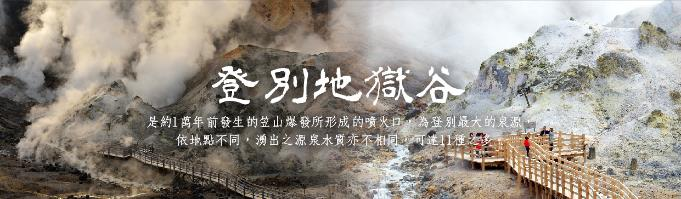 登別地獄谷
是約1萬年前發生的笠山爆發所形成的噴火口，為登別最大的泉源，
依地點不同，湧出之源泉水質亦不相同，可達11種之多。